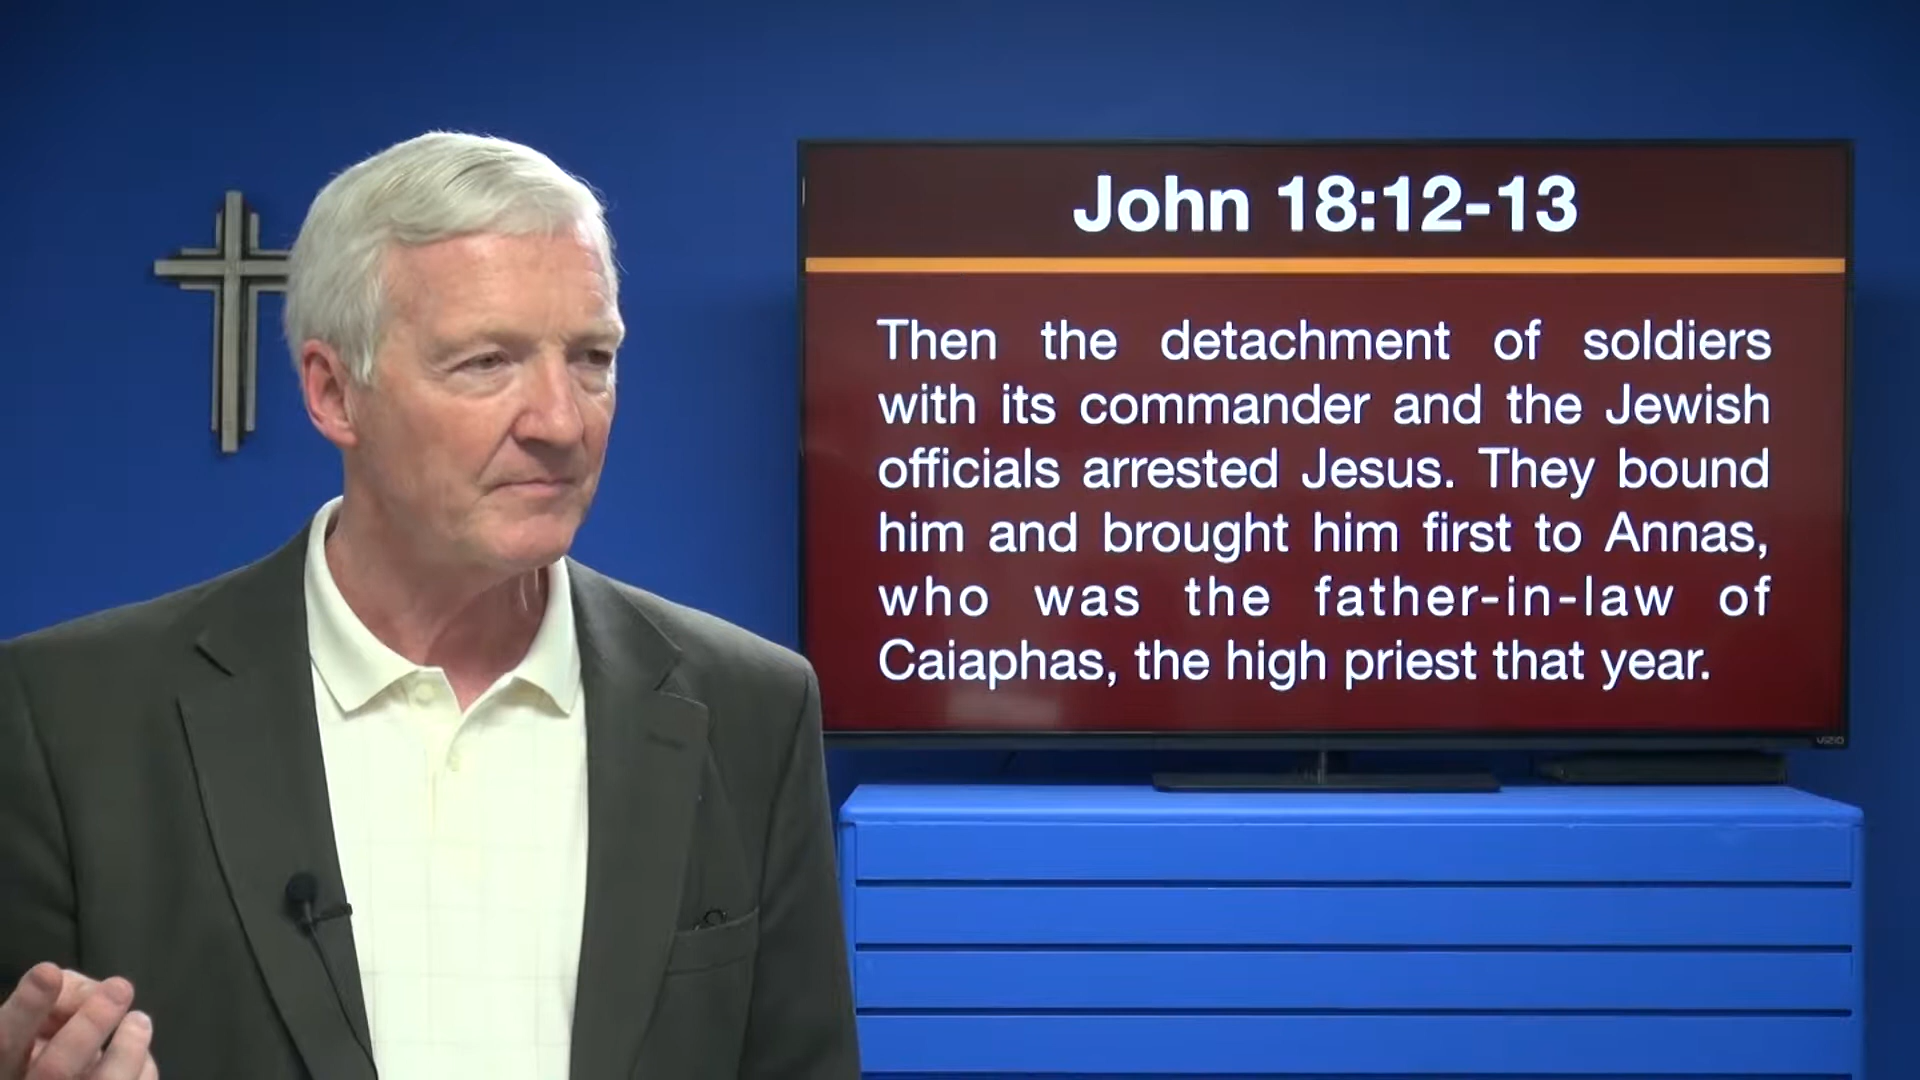 John 18:12-13
Then the detachment of soldiers
with its commander and the Jewish
officials arrested Jesus. They bound
him and brought him first to Annas,
who was the father-in-law of
Caiaphas, the high priest that year.
VIZIO